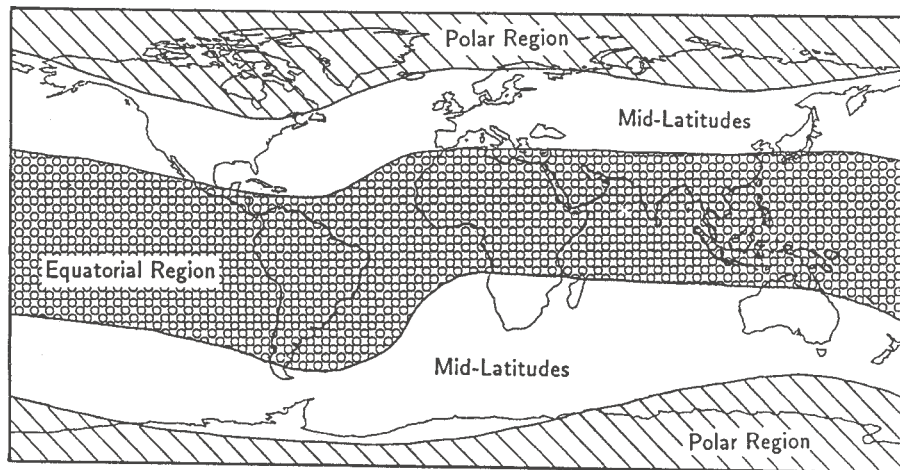 Polar Region
Mid-Latitudes
Equatorial Region
Mid-Latitudes
Polar Region